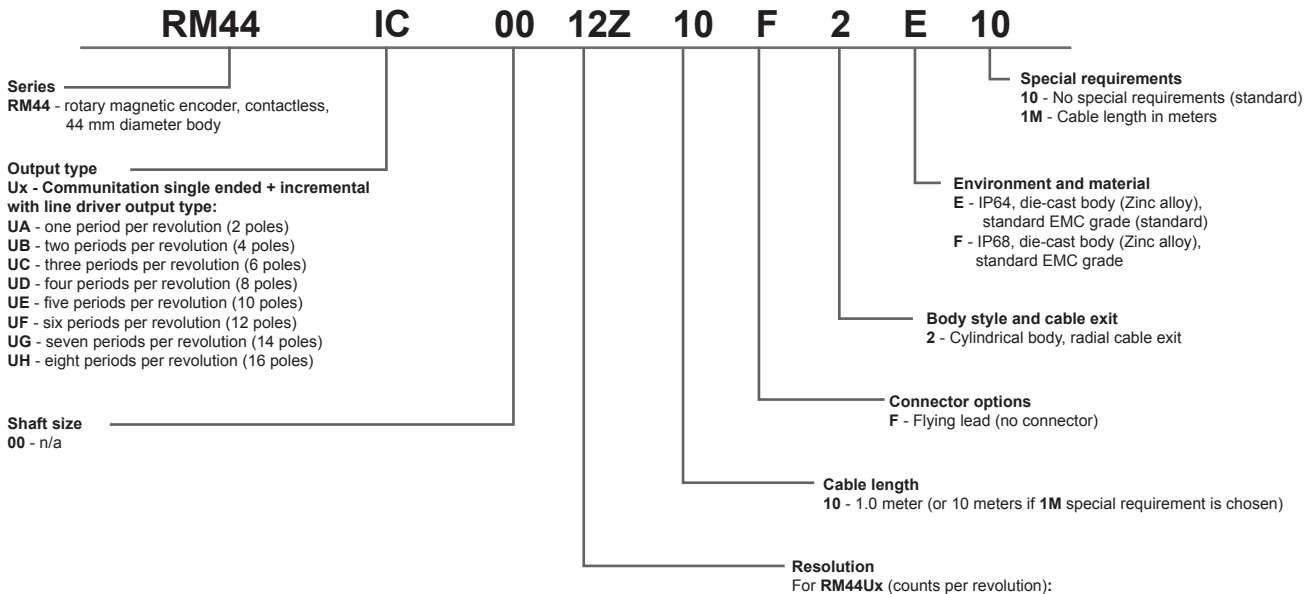 RM44 IC 00 12Z 10 F 2 E 10
Series
RM44 - rotary magnetic encoder, contactless,
44 mm diameter body
Output type
Ux - Communitation single ended + incremental
with line driver output type:
UA - one period per revolution (2 poles)
UB - two periods per revolution (4 poles)
UC - three periods per revolution (6 poles)
UD - four periods per revolution (8 poles)
UE - five periods per revolution (10 poles)
UF - six periods per revolution (12 poles)
UG - seven periods per revolution (14 poles)
UH - eight periods per revolution (16 poles)
Shaft size
00 - n/a
Special requirements
10 - No special requirements (standard)
1M - Cable length in meters
Environment and material
E - IP64, die-cast body (Zinc alloy),
standard EMC grade (standard)
F - IP68, die-cast body (Zinc alloy),
standard EMC grade
Body style and cable exit
2 - Cylindrical body, radial cable exit
Connector options
F - Flying lead (no connector)
Cable length
10 - 1.0 meter (or 10 meters if 1M special requirement is chosen)
Resolution
For RM44Ux (counts per revolution):